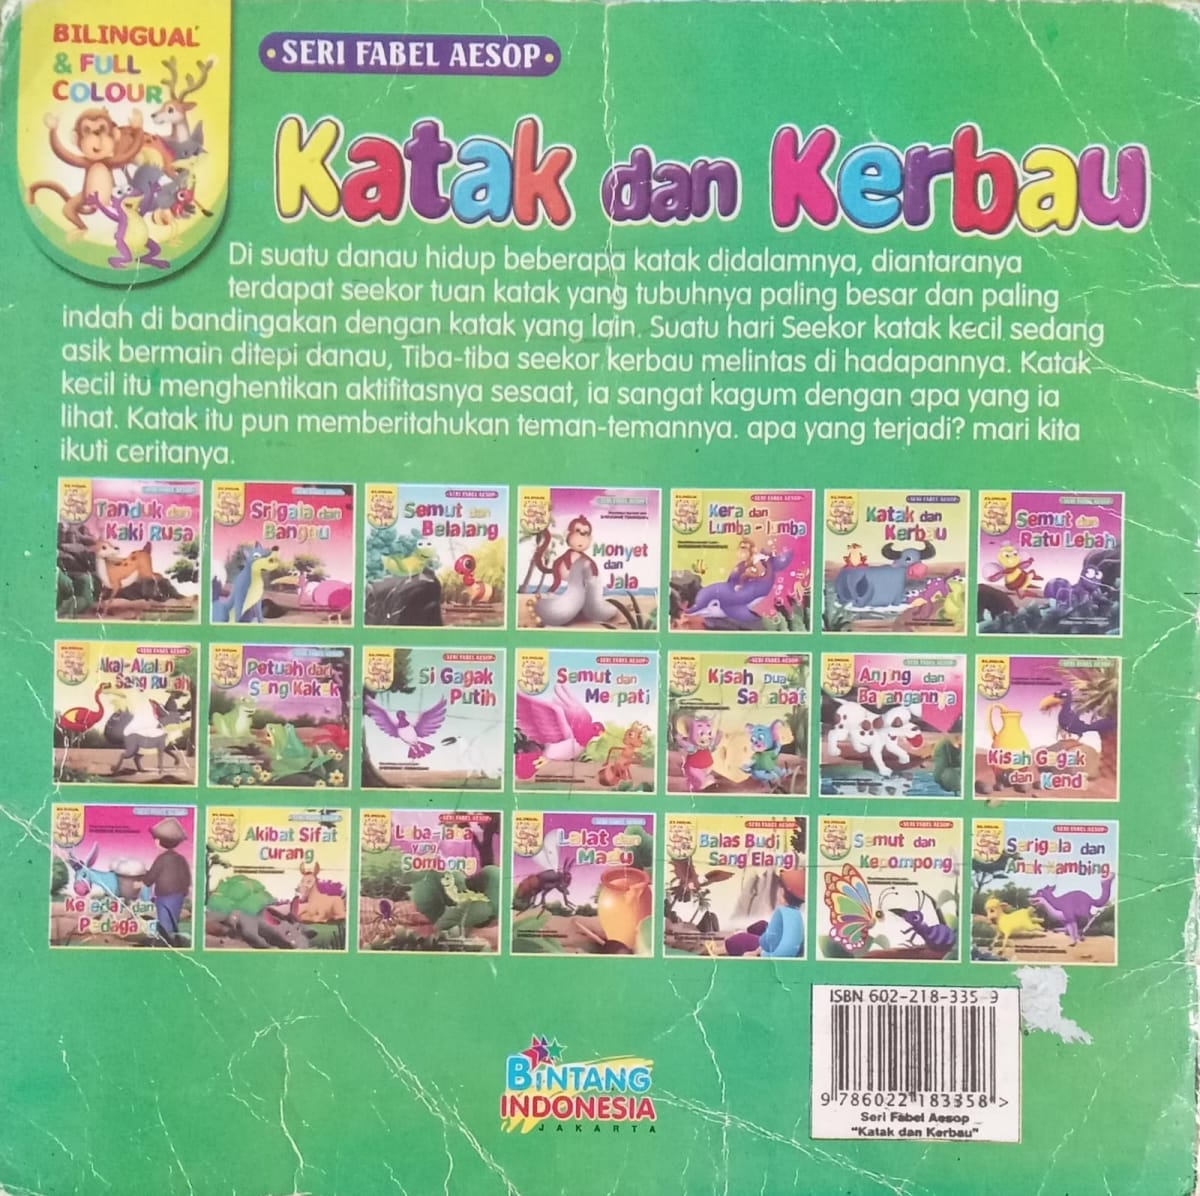 BILINGUAL
& FULL
COLOUR
• SERI FABEL AESOP •
Katak dan Kerbau
Di suatu danau hidup beberapa katak didalamnya, diantaranya
terdapat seekor tuan katak yang tubuhnya paling besar dan paling
indah di bandingakan dengan katak yang lain. Suatu hari Seekor katak kecil sedang
asik bermain ditepi danau, Tiba-tiba seekor kerbau melintas di hadapannya. Katak
kecil itu menghentikan aktifitasnya sesaat, ia sangat kagum dengan apa yang ia
lihat. Katak itu pun memberitahukan teman-temannya. apa yang terjadi? mari kita
ikuti ceritanya.
Tanduk dan
Kaki Rusa
Srigala dan
Bangau
Semut dan
Belalang
Monyet
dan
Jala
Kera dan
Lumba-lumba
Katak dan
Kerbau
Semut dan
Ratu Lebah
Akal-Akalan
Sang Rubah
Petuah dari
Sang Kakek
Si Gagak
Putih
Semut dan
Merpati
Kisah Dua
Sahabat
Anjing dan
Bayangannya
Kisah Gagak
dan Kendi
Keledai dan
Pedagang
Akibat Sifat
Curang
Laba-laba
yang
Sombong
Lalat dan
Madu
Balas Budi
Sang Elang
Semut dan
Kepompong
Serigala dan
Anak Kambing
ISBN 602-218-335 9
9 786022 183358 >
Seri Fabel Aesop
"Katak dan Kerbau"
BINTANG
INDONESIA
JAKARTA